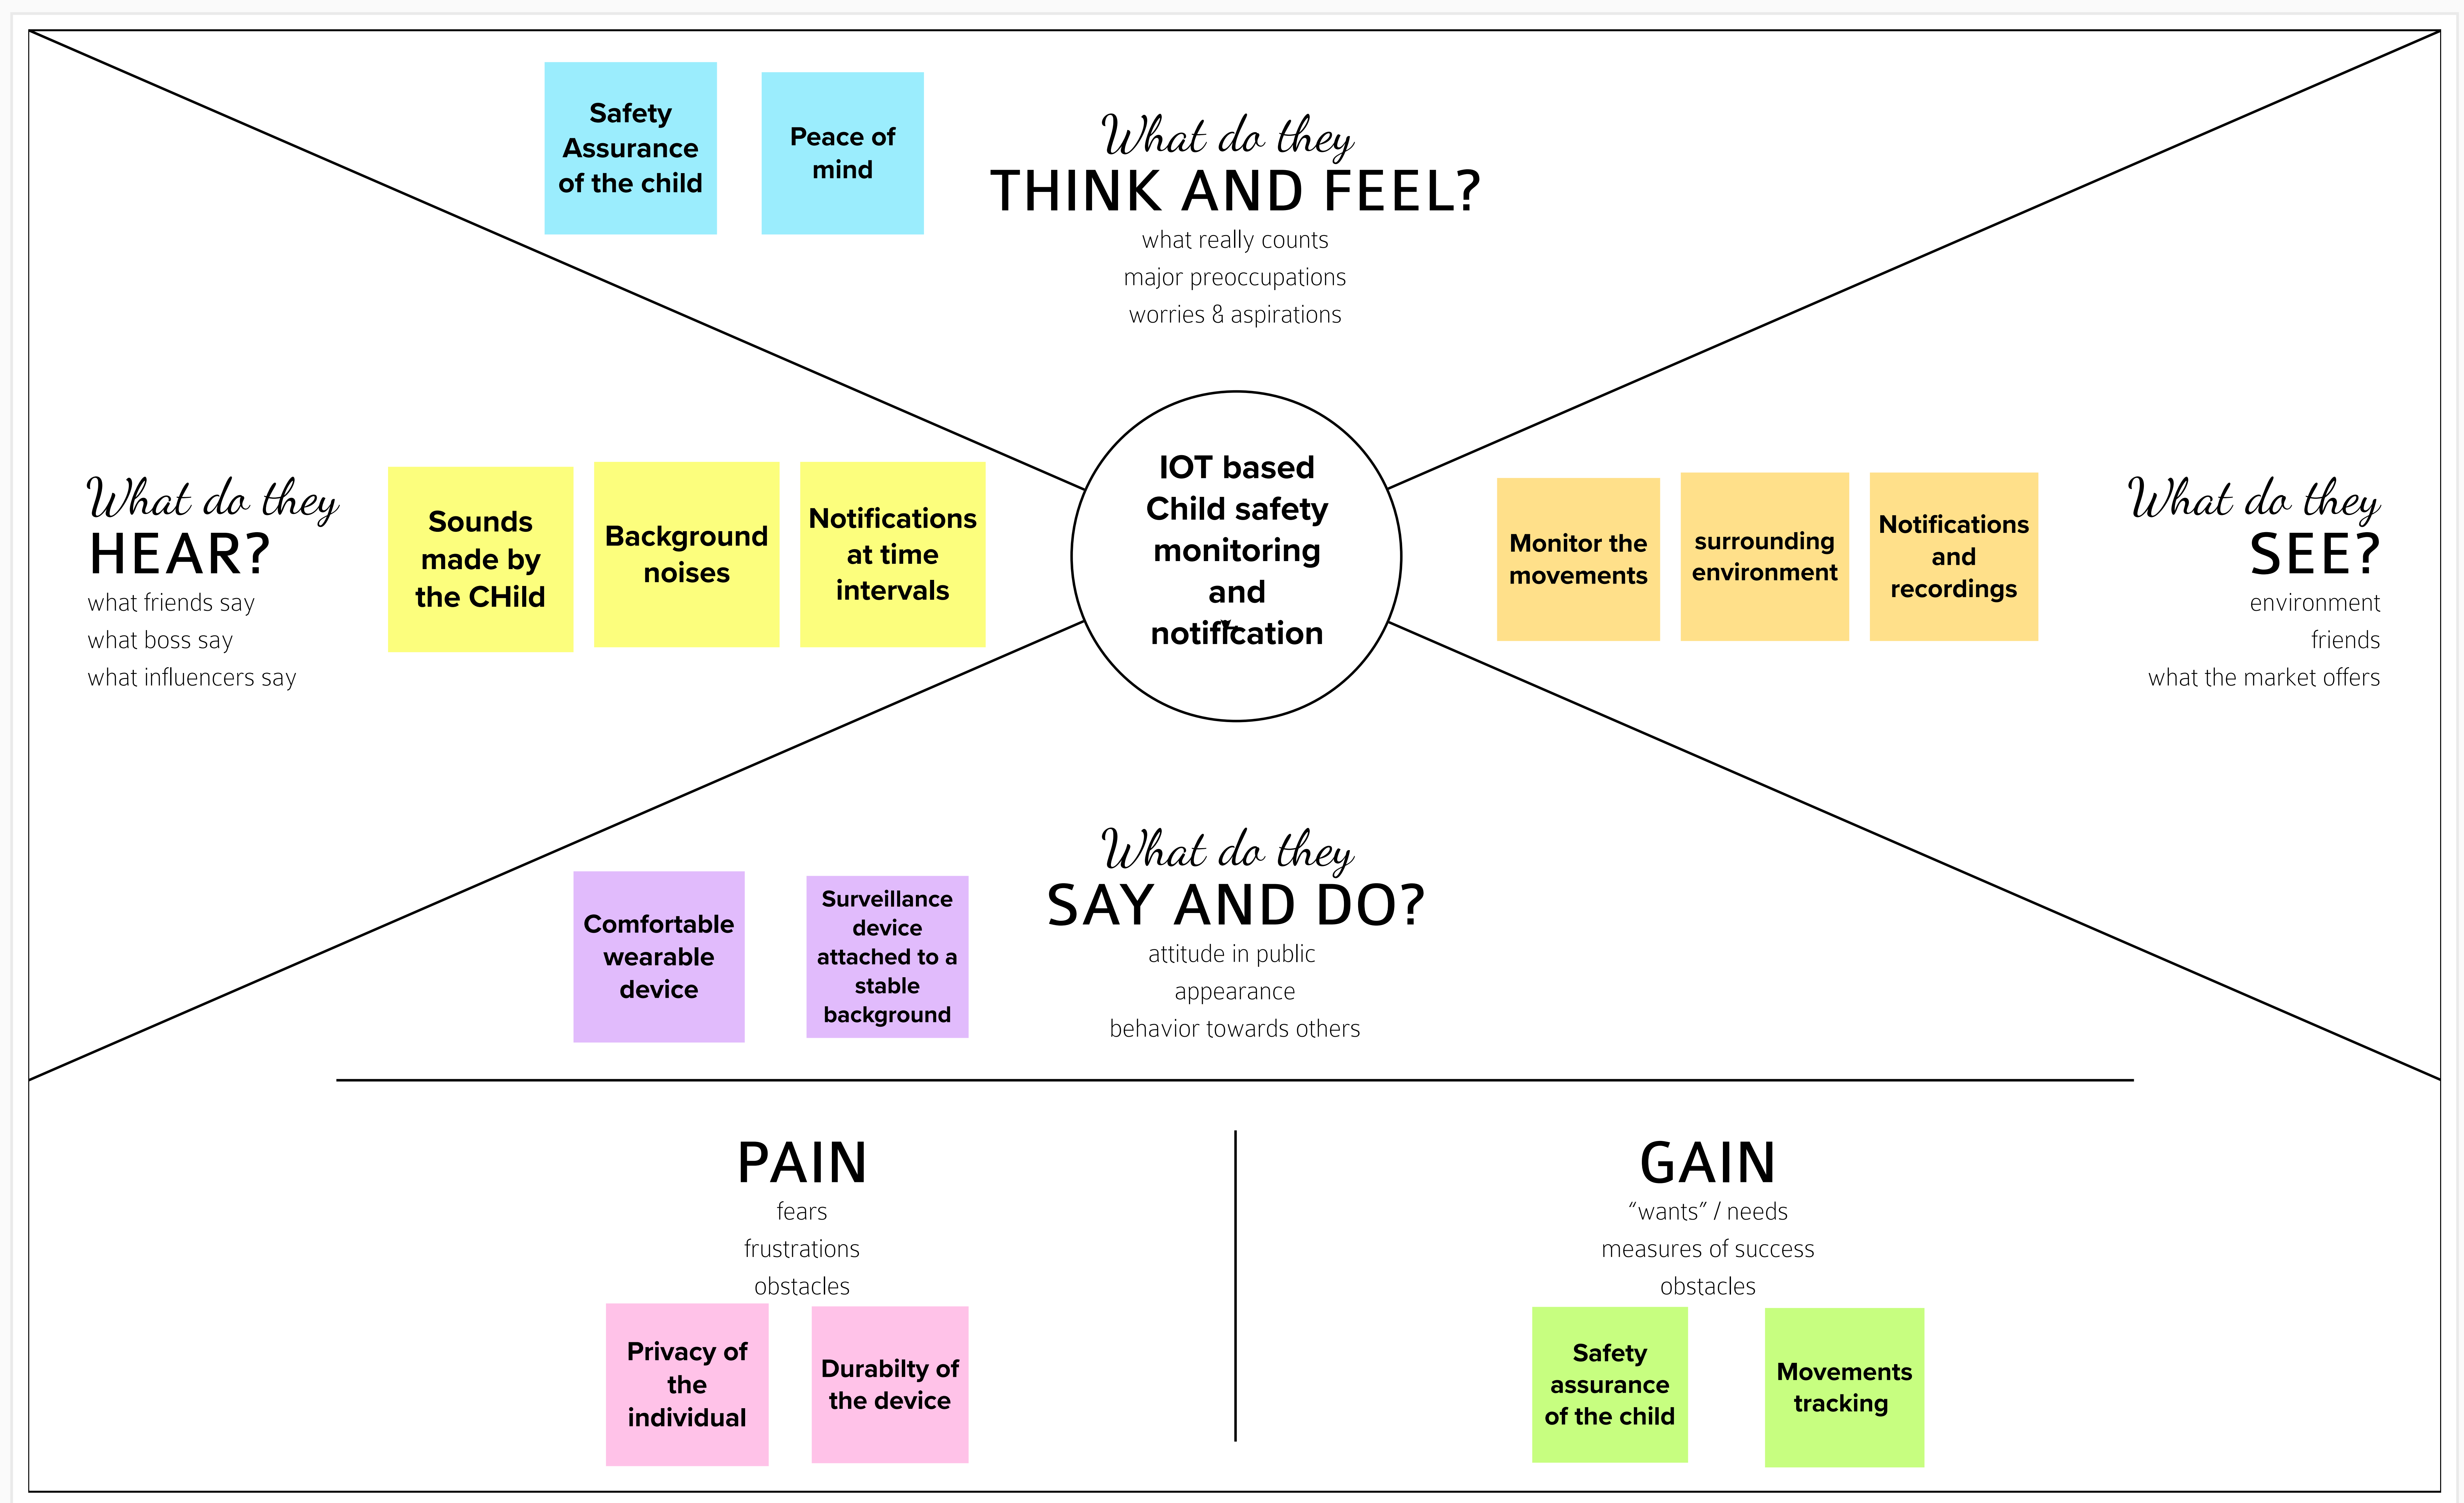 Safety
Assurance
of the child
Peace of
mind
What do they
THINK AND FEEL?
what really counts
major preoccupations
worries & aspirations
What do they
HEAR?
what friends say
what boss say
what influencers say
Sounds
made by
the CHild
Background
noises
Notifications
at time
intervals
IOT based
Child safety
monitoring
and
notification
Monitor the
movements
surrounding
environment
Notifications
and
recordings
What do they
SEE?
environment
friends
what the market offers
Comfortable
wearable
device
Surveillance
device
attached to a
stable
background
What do they
SAY AND DO?
attitude in public
appearance
behavior towards others
PAIN
fears
frustrations
obstacles
Privacy of
the
individual
Durabilty of
the device
GAIN
“wants” / needs
measures of success
obstacles
Safety
assurance
of the child
Movements
tracking